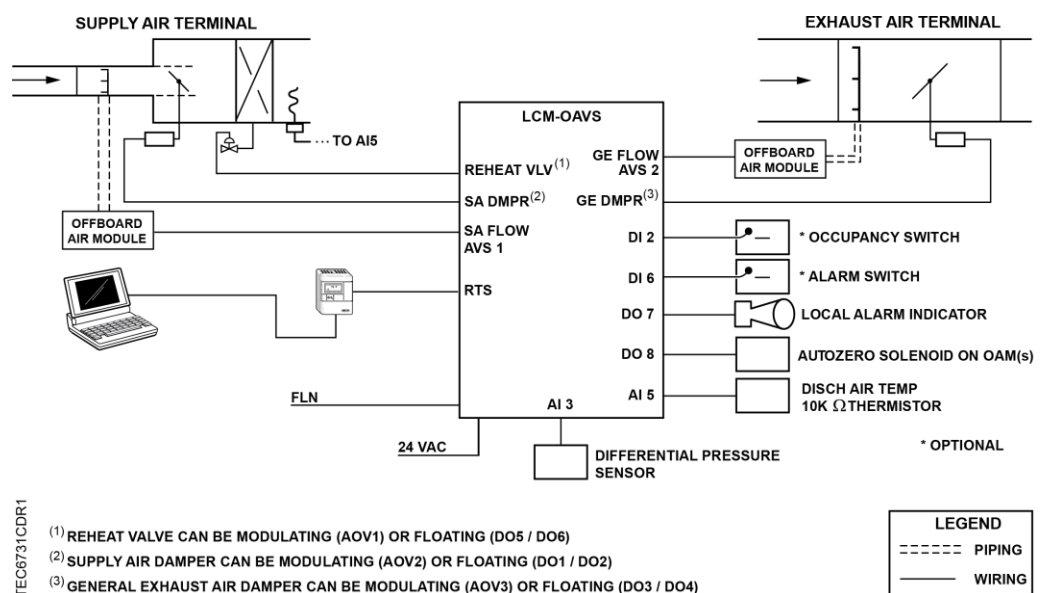 SUPPLY AIR TERMINAL
EXHAUST AIR TERMINAL
LCM-OAVS
··· TO AI5
REHEAT VLV(1)
SA DMPR(2)
SA FLOW
AVS 1
RTS
GE FLOW
AVS 2
GE DMPR(3)
DI 2
DI 6
DO 7
DO 8
AI 5
AI 3
OFFBOARD
AIR MODULE
OFFBOARD
AIR MODULE
* OCCUPANCY SWITCH
* ALARM SWITCH
LOCAL ALARM INDICATOR
AUTOZERO SOLENOID ON OAM(s)
DISCH AIR TEMP
10K Ω THERMISTOR
FLN
24 VAC
DIFFERENTIAL PRESSURE
SENSOR
* OPTIONAL
TEC6731CDR1
(1) REHEAT VALVE CAN BE MODULATING (AOV1) OR FLOATING (DO5 / DO6)
(2) SUPPLY AIR DAMPER CAN BE MODULATING (AOV2) OR FLOATING (DO1 / DO2)
(3) GENERAL EXHAUST AIR DAMPER CAN BE MODULATING (AOV3) OR FLOATING (DO3 / DO4)
LEGEND
PIPING
WIRING